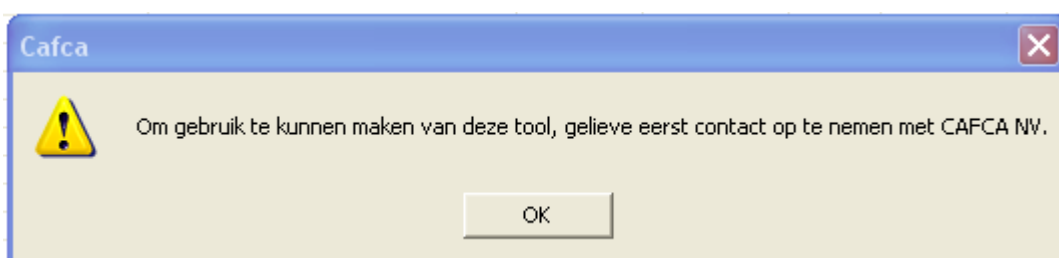 Cafca
Om gebruik te kunnen maken van deze tool, gelieve eerst contact op te nemen met CAFCA NV.
OK